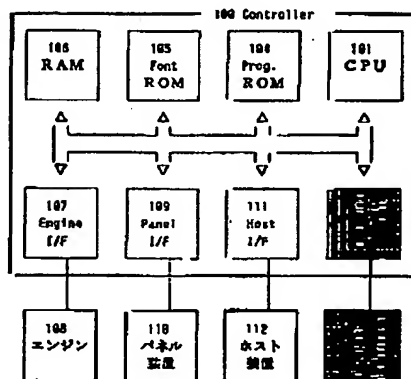 100 Controller
106
RAM
105
Font
ROM
104
Prog.
ROM
101
CPU
107
Engine
I/F
109
Panel
I/F
111
Host
I/F
108
エンジン
110
パネル
装置
112
ホスト
装置